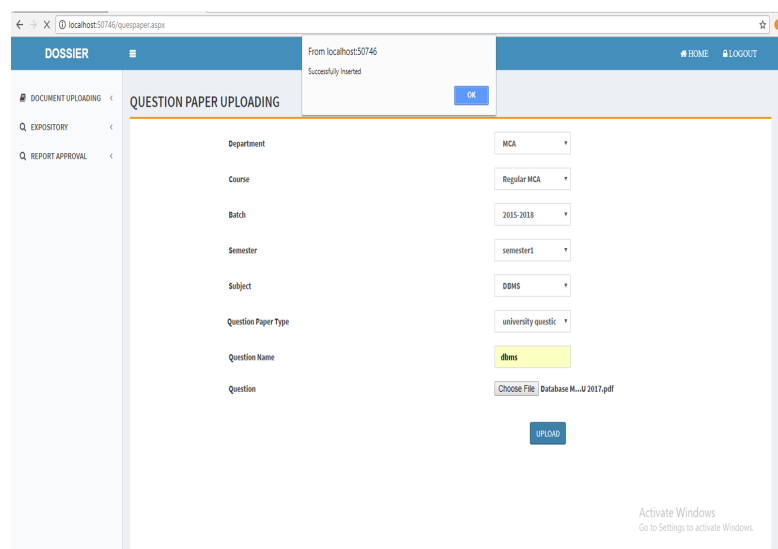 localhost:50746/quespaper.aspx
DOSSIER
From localhost:50746
Successfully Inserted
OK
HOME LOGOUT
DOCUMENT UPLOADING
EXPOSITORY
REPORT APPROVAL
QUESTION PAPER UPLOADING
Department MCA
Course Regular MCA
Batch 2015-2018
Semester semester1
Subject DBMS
Question Paper Type university questic
Question Name dbms
Question Choose File Database M...U 2017.pdf
UPLOAD
Activate Windows
Go to Settings to activate Windows.